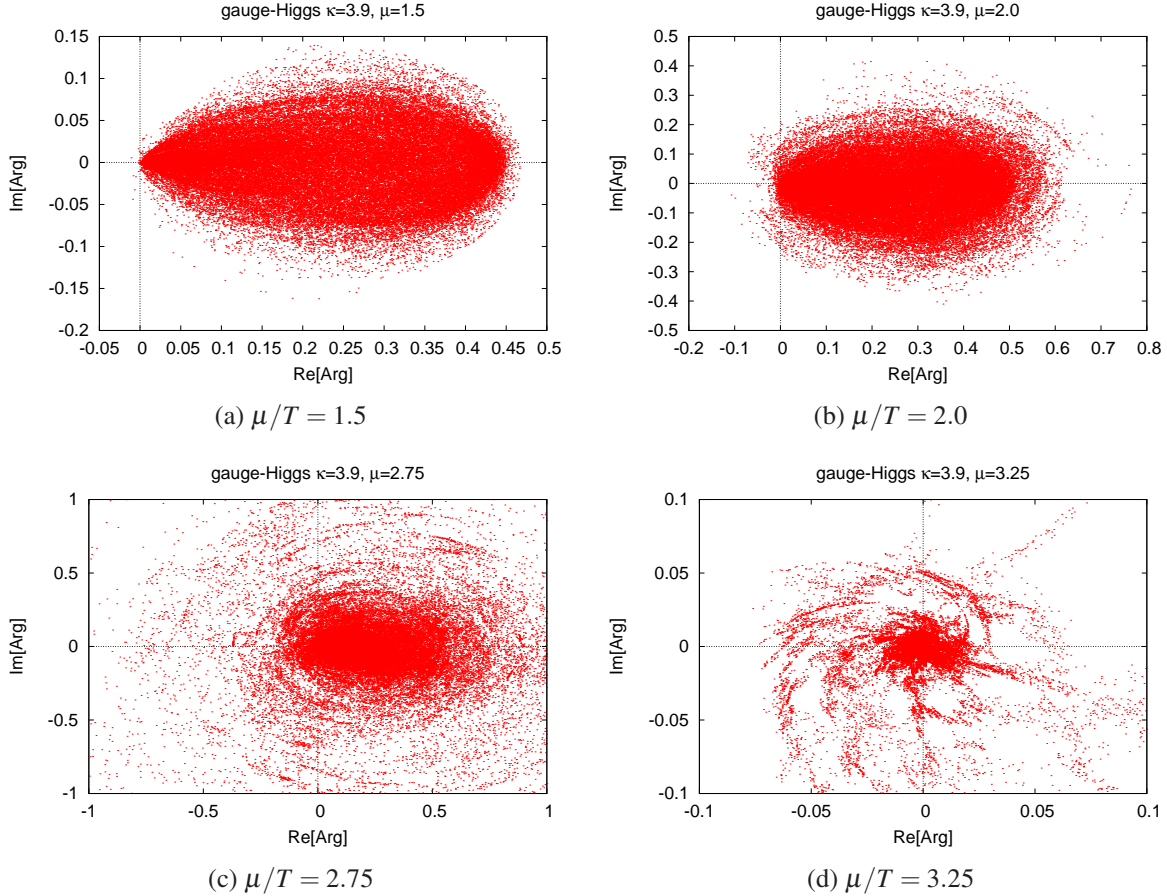 gauge-Higgs κ=3.9, μ=1.5
0.15
0.1
0.05
0
-0.05
-0.1
-0.15
-0.2
Im[Arg]
-0.05 0 0.05 0.1 0.15 0.2 0.25 0.3 0.35 0.4 0.45 0.5
Re[Arg]
(a) μ/T = 1.5
gauge-Higgs κ=3.9, μ=2.0
0.5
0.4
0.3
0.2
0.1
0
-0.1
-0.2
-0.3
-0.4
-0.5
Im[Arg]
-0.2 -0.1 0 0.1 0.2 0.3 0.4 0.5 0.6 0.7 0.8
Re[Arg]
(b) μ/T = 2.0
gauge-Higgs κ=3.9, μ=2.75
1
0.5
0
-0.5
-1
Im[Arg]
-1 -0.5 0 0.5 1
Re[Arg]
(c) μ/T = 2.75
gauge-Higgs κ=3.9, μ=3.25
0.1
0.05
0
-0.05
-0.1
Im[Arg]
-0.1 -0.05 0 0.05 0.1
Re[Arg]
(d) μ/T = 3.25